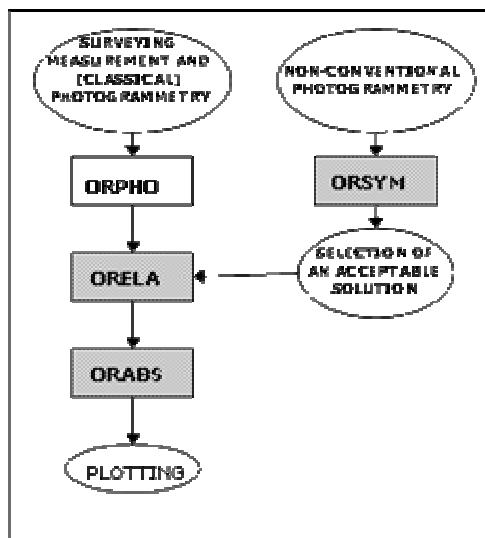 SURVEYING
MEASUREMENT AND
[CLASSICAL]
PHOTOGRAMMETRY
NON-CONVENTIONAL
PHOTOGRAMMETRY
ORPHO
ORSYM
SELECTION OF
AN ACCEPTABLE
SOLUTION
ORELA
ORABS
PLOTTING